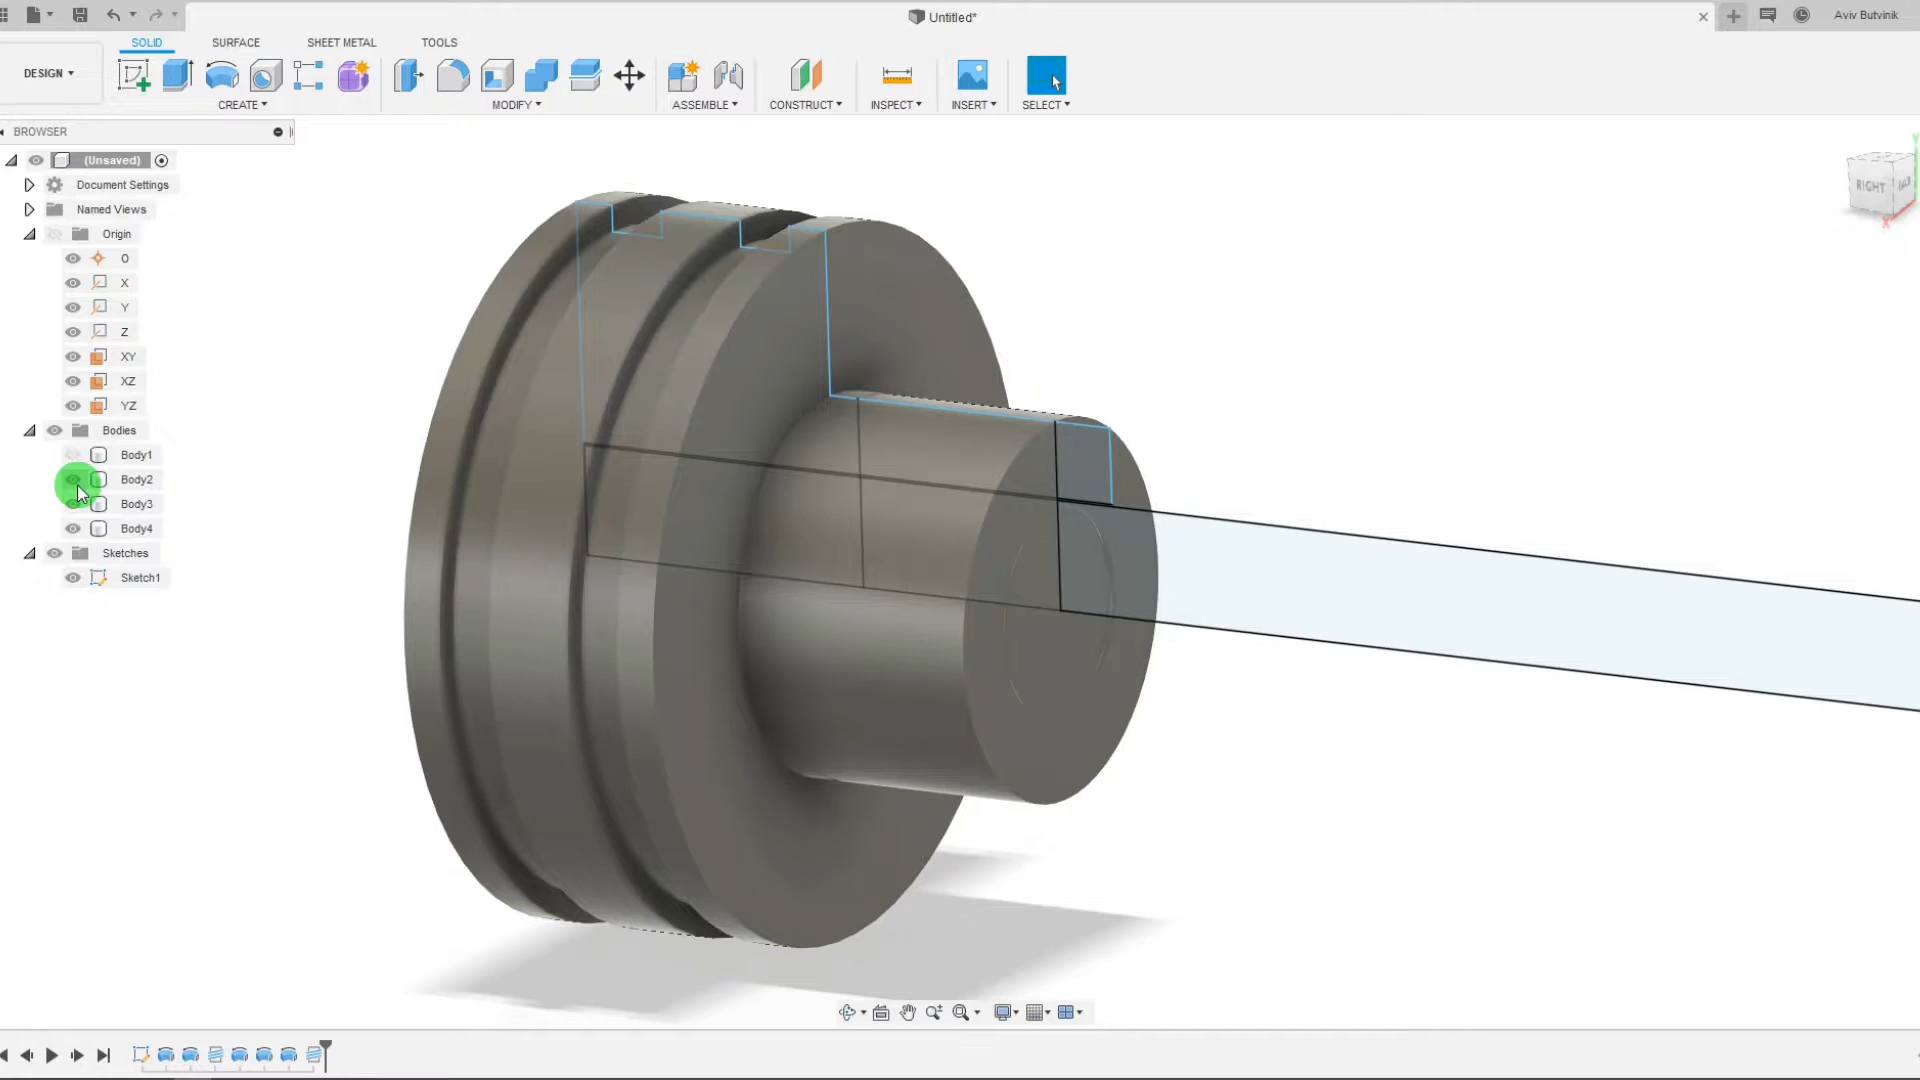 Untitled*
Aviv Butvinik
DESIGN
SOLID SURFACE SHEET METAL TOOLS
CREATE MODIFY ASSEMBLE CONSTRUCT INSPECT INSERT SELECT
BROWSER
(Unsaved)
Document Settings
Named Views
Origin
O
X
Y
Z
XY
XZ
YZ
Bodies
Body1
Body2
Body3
Body4
Sketches
Sketch1
RIGHT
X